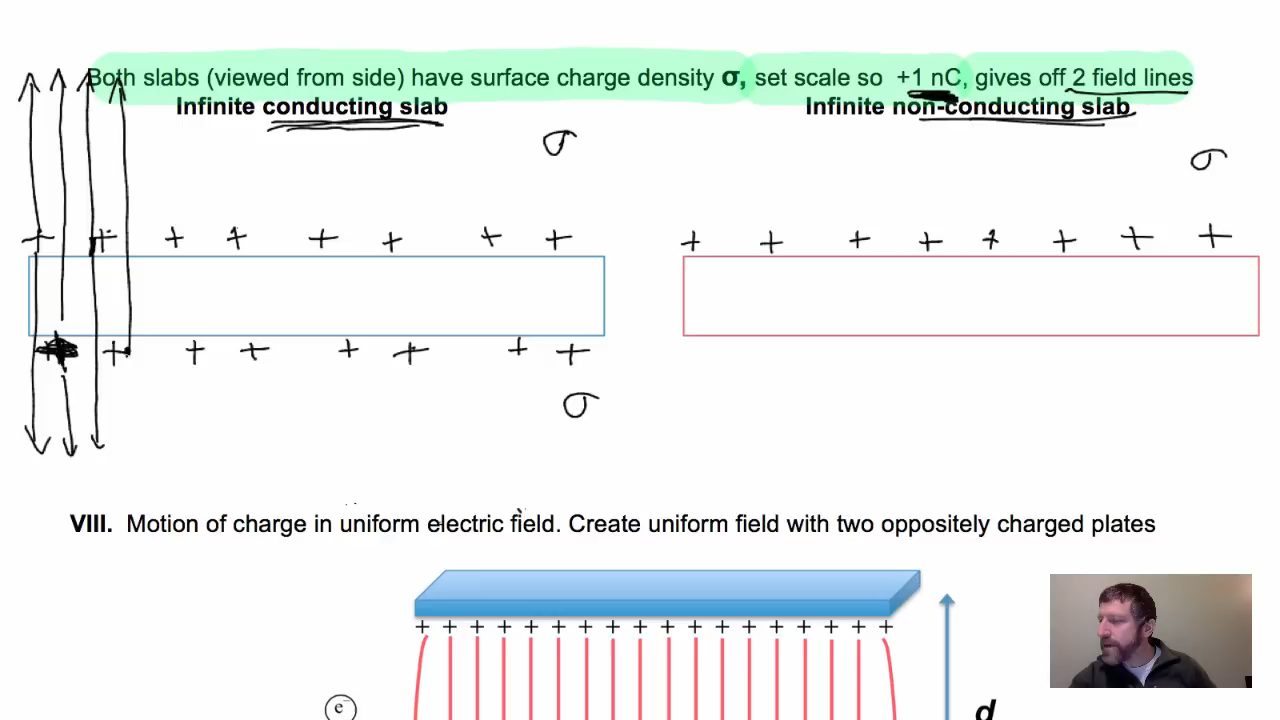 Both slabs (viewed from side) have surface charge density σ, set scale so +1 nC, gives off 2 field lines
Infinite conducting slab
Infinite non-conducting slab
σ
σ
+ + + + + + + +
+ + + + + + + +
+ + + + + + + +
σ
VIII. Motion of charge in uniform electric field. Create uniform field with two oppositely charged plates
+ + + + + + + + + + + + + + + + + +
e⁻
d